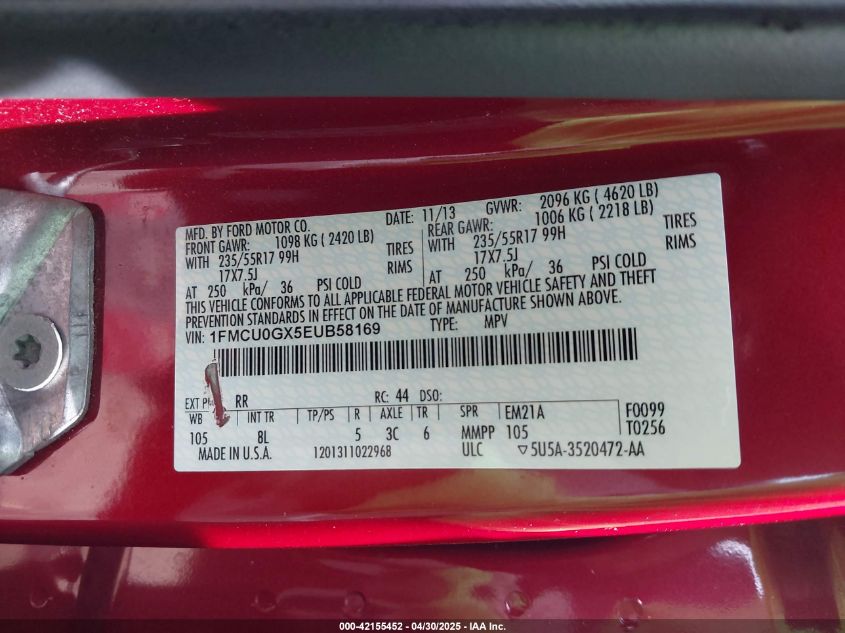 MFD. BY FORD MOTOR CO. DATE: 11/13 GVWR: 2096 KG ( 4620 LB)
FRONT GAWR: 1098 KG ( 2420 LB) REAR GAWR: 1006 KG ( 2218 LB)
WITH 235/55R17 99H TIRES WITH 235/55R17 99H TIRES
17X7.5J RIMS 17X7.5J RIMS
AT 250 kPa/ 36 PSI COLD AT 250 kPa/ 36 PSI COLD
THIS VEHICLE CONFORMS TO ALL APPLICABLE FEDERAL MOTOR VEHICLE SAFETY AND THEFT
PREVENTION STANDARDS IN EFFECT ON THE DATE OF MANUFACTURE SHOWN ABOVE.
VIN: 1FMCU0GX5EUB58169 TYPE: MPV
EXT RR RC: 44 DSO:
WB INT TR TP/PS R AXLE TR SPR EM21A F0099
105 8L 5 3C 6 MMPP 105 T0256
MADE IN U.S.A. 1201311022968 ULC ▽5U5A-3520472-AA
000-42155452 - 04/30/2025 - IAA Inc.